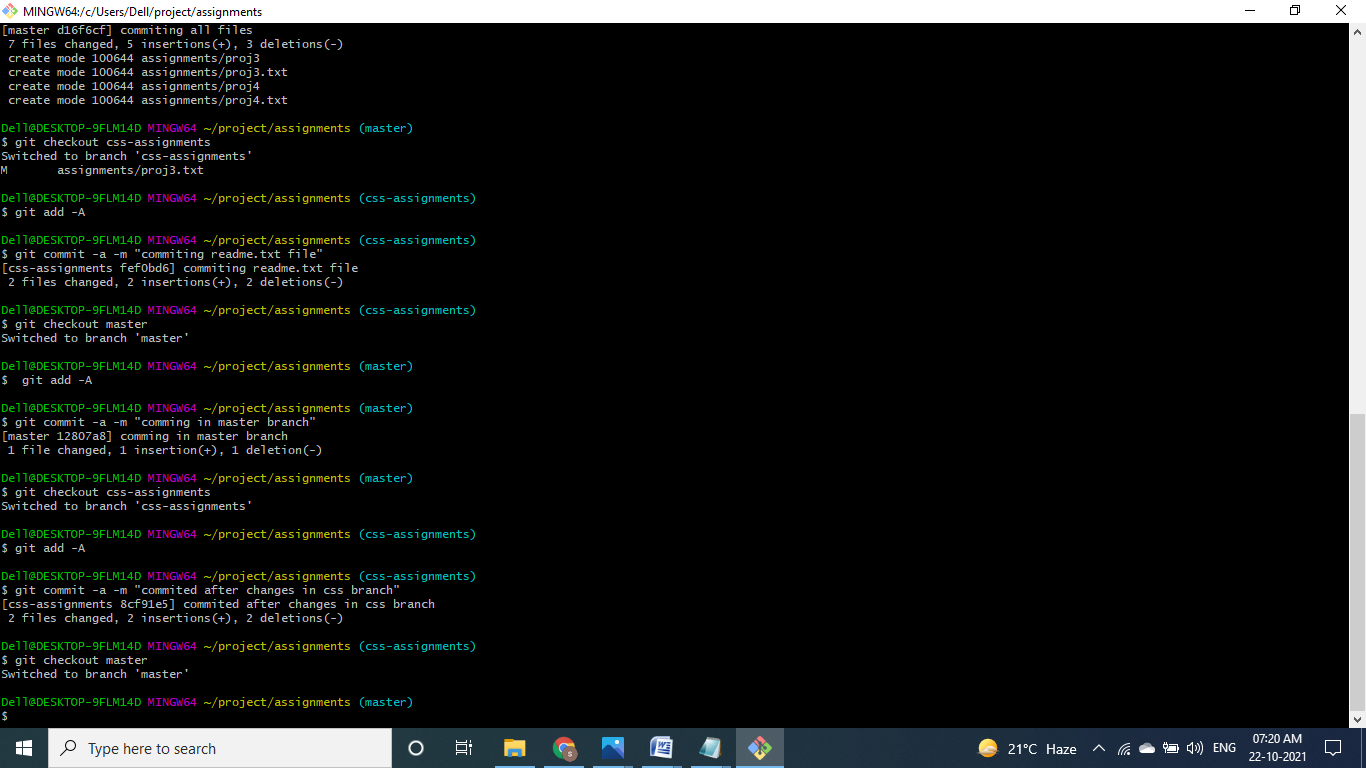 MINGW64:/c/Users/Dell/project/assignments
[master d16f6cf] commiting all files
 7 files changed, 5 insertions(+), 3 deletions(-)
 create mode 100644 assignments/proj3
 create mode 100644 assignments/proj3.txt
 create mode 100644 assignments/proj4
 create mode 100644 assignments/proj4.txt
Dell@DESKTOP-9FLM14D MINGW64 ~/project/assignments (master)
$ git checkout css-assignments
Switched to branch 'css-assignments'
M       assignments/proj3.txt
Dell@DESKTOP-9FLM14D MINGW64 ~/project/assignments (css-assignments)
$ git add -A
Dell@DESKTOP-9FLM14D MINGW64 ~/project/assignments (css-assignments)
$ git commit -a -m "commiting readme.txt file"
[css-assignments fef0bd6] commiting readme.txt file
 2 files changed, 2 insertions(+), 2 deletions(-)
Dell@DESKTOP-9FLM14D MINGW64 ~/project/assignments (css-assignments)
$ git checkout master
Switched to branch 'master'
Dell@DESKTOP-9FLM14D MINGW64 ~/project/assignments (master)
$  git add -A
Dell@DESKTOP-9FLM14D MINGW64 ~/project/assignments (master)
$ git commit -a -m "comming in master branch"
[master 12807a8] comming in master branch
 1 file changed, 1 insertion(+), 1 deletion(-)
Dell@DESKTOP-9FLM14D MINGW64 ~/project/assignments (master)
$ git checkout css-assignments
Switched to branch 'css-assignments'
Dell@DESKTOP-9FLM14D MINGW64 ~/project/assignments (css-assignments)
$ git add -A
Dell@DESKTOP-9FLM14D MINGW64 ~/project/assignments (css-assignments)
$ git commit -a -m "commited after changes in css branch"
[css-assignments 8cf91e5] commited after changes in css branch
 2 files changed, 2 insertions(+), 2 deletions(-)
Dell@DESKTOP-9FLM14D MINGW64 ~/project/assignments (css-assignments)
$ git checkout master
Switched to branch 'master'
Dell@DESKTOP-9FLM14D MINGW64 ~/project/assignments (master)
$
Type here to search
21°C Haze
ENG
07:20 AM
22-10-2021